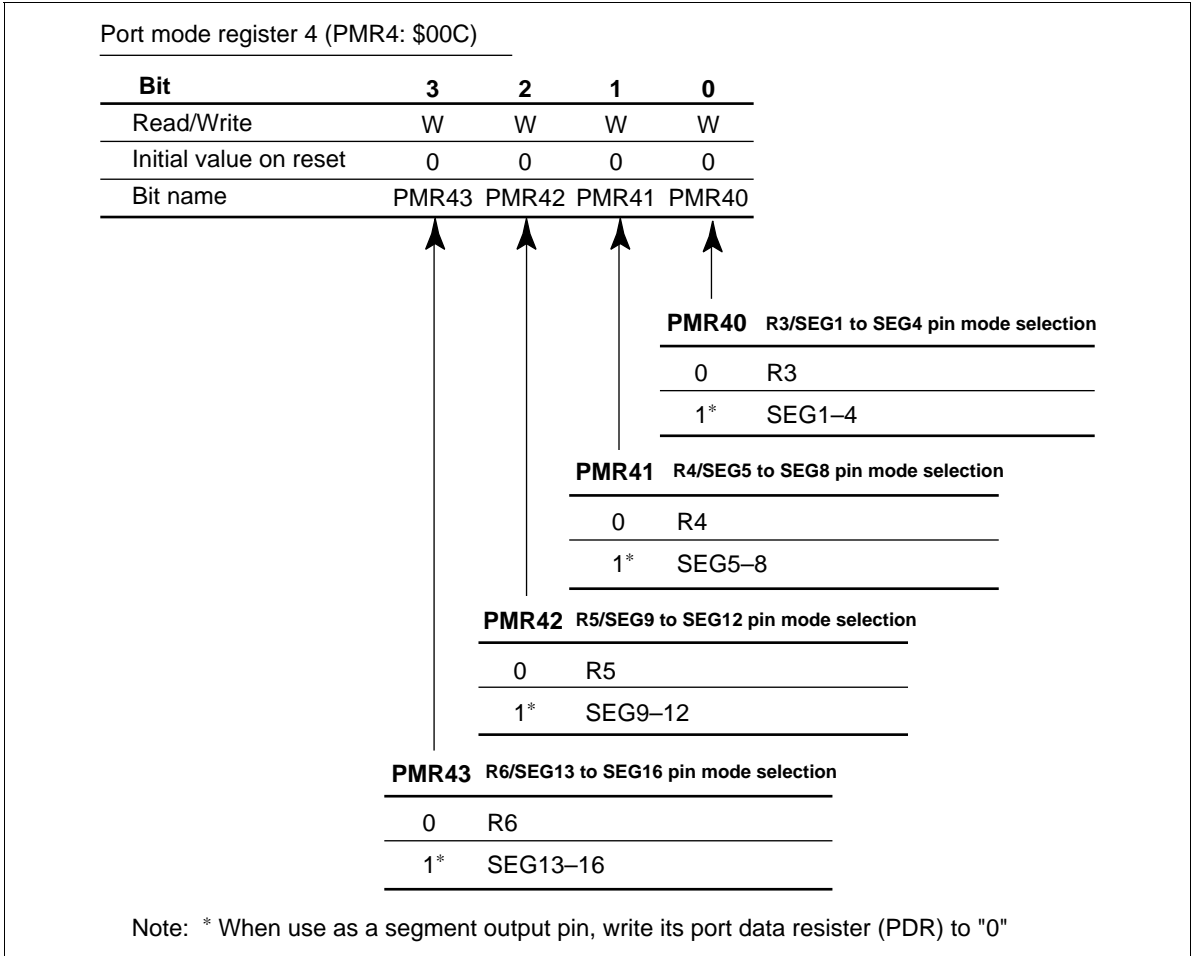 Port mode register 4 (PMR4: $00C)
Bit 3 2 1 0
Read/Write W W W W
Initial value on reset 0 0 0 0
Bit name PMR43 PMR42 PMR41 PMR40
PMR40 R3/SEG1 to SEG4 pin mode selection
0 R3
1* SEG1–4
PMR41 R4/SEG5 to SEG8 pin mode selection
0 R4
1* SEG5–8
PMR42 R5/SEG9 to SEG12 pin mode selection
0 R5
1* SEG9–12
PMR43 R6/SEG13 to SEG16 pin mode selection
0 R6
1* SEG13–16
Note: * When use as a segment output pin, write its port data resister (PDR) to "0"